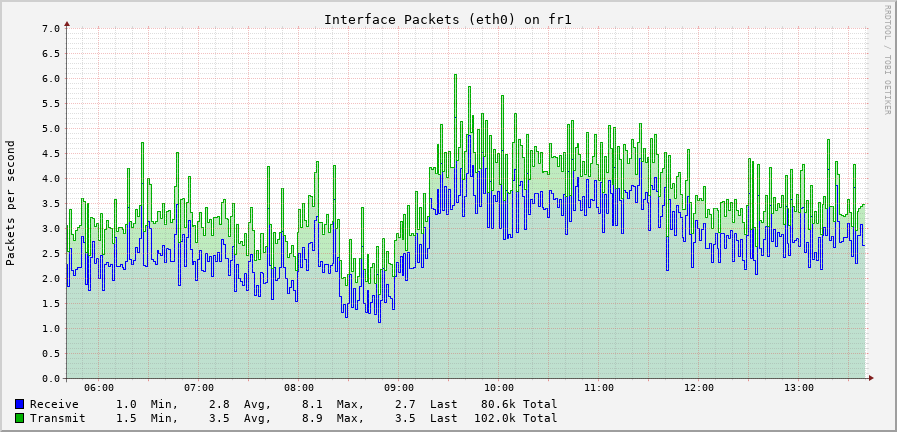 Interface Packets (eth0) on fr1
RRDTOOL / TOBI OETIKER
Packets per second
7.0
6.5
6.0
5.5
5.0
4.5
4.0
3.5
3.0
2.5
2.0
1.5
1.0
0.5
0.0
06:00 07:00 08:00 09:00 10:00 11:00 12:00 13:00
Receive 1.0 Min, 2.8 Avg, 8.1 Max, 2.7 Last 80.6k Total
Transmit 1.5 Min, 3.5 Avg, 8.9 Max, 3.5 Last 102.0k Total